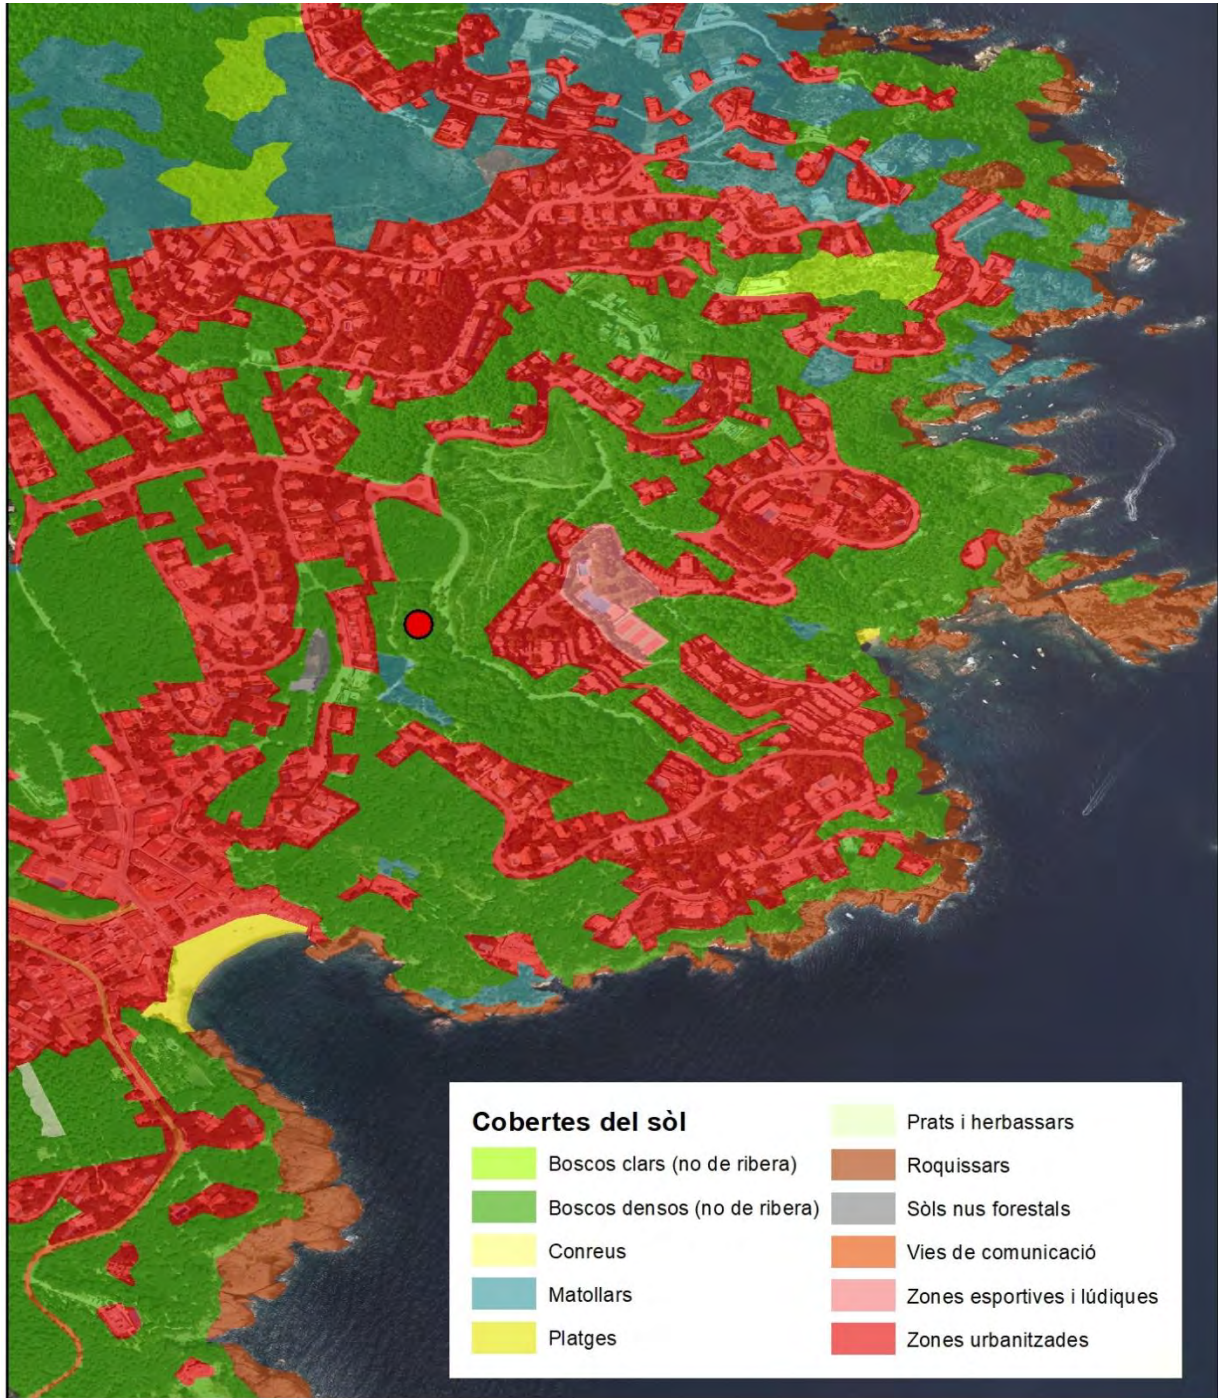 Cobertes del sòl
Boscos clars (no de ribera)
Boscos densos (no de ribera)
Conreus
Matollars
Platges
Prats i herbassars
Roquissars
Sòls nus forestals
Vies de comunicació
Zones esportives i lúdiques
Zones urbanitzades